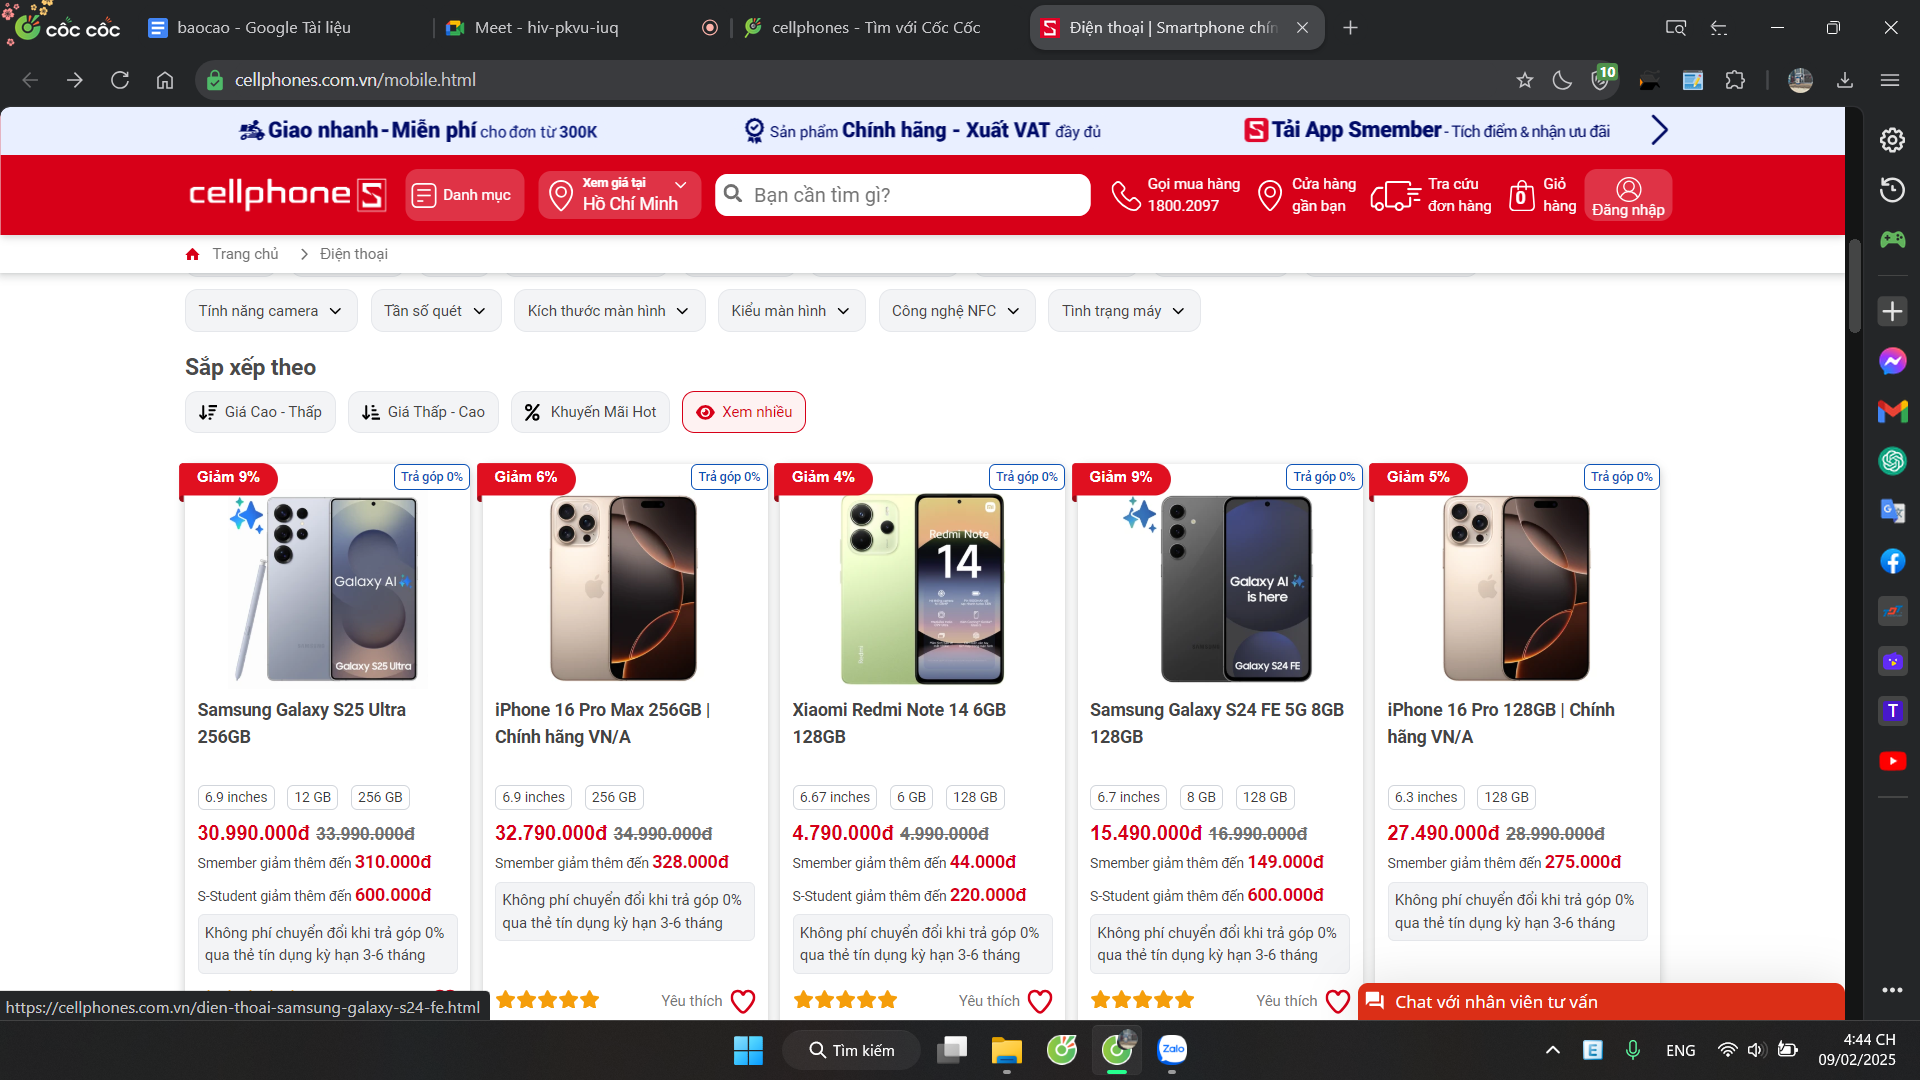 cốc cốc
baocao - Google Tài liệu
Meet - hiv-pkvu-iuq
cellphones - Tìm với Cốc Cốc
Điện thoại | Smartphone chín
cellphones.com.vn/mobile.html
10
Giao nhanh - Miễn phí cho đơn từ 300K
Sản phẩm Chính hãng - Xuất VAT đầy đủ
S Tải App Smember - Tích điểm & nhận ưu đãi
cellphoneS
Danh mục
Xem giá tại
Hồ Chí Minh
Bạn cần tìm gì?
Gọi mua hàng
1800.2097
Cửa hàng
gần bạn
Tra cứu
đơn hàng
0
Giỏ
hàng
Đăng nhập
Trang chủ
Điện thoại
Tính năng camera
Tần số quét
Kích thước màn hình
Kiểu màn hình
Công nghệ NFC
Tình trạng máy
Sắp xếp theo
Giá Cao - Thấp
Giá Thấp - Cao
Khuyến Mãi Hot
Xem nhiều
Giảm 9%
Trả góp 0%
Galaxy AI
Galaxy S25 Ultra
Samsung Galaxy S25 Ultra
256GB
6.9 inches
12 GB
256 GB
30.990.000đ 33.990.000đ
Smember giảm thêm đến 310.000đ
S-Student giảm thêm đến 600.000đ
Không phí chuyển đổi khi trả góp 0%
qua thẻ tín dụng kỳ hạn 3-6 tháng
Giảm 6%
Trả góp 0%
iPhone 16 Pro Max 256GB |
Chính hãng VN/A
6.9 inches
256 GB
32.790.000đ 34.990.000đ
Smember giảm thêm đến 328.000đ
Không phí chuyển đổi khi trả góp 0%
qua thẻ tín dụng kỳ hạn 3-6 tháng
Yêu thích
Giảm 4%
Trả góp 0%
Redmi Note
14
Redmi
Xiaomi Redmi Note 14 6GB
128GB
6.67 inches
6 GB
128 GB
4.790.000đ 4.990.000đ
Smember giảm thêm đến 44.000đ
S-Student giảm thêm đến 220.000đ
Không phí chuyển đổi khi trả góp 0%
qua thẻ tín dụng kỳ hạn 3-6 tháng
Yêu thích
Giảm 9%
Trả góp 0%
Galaxy AI
is here
Galaxy S24 FE
Samsung Galaxy S24 FE 5G 8GB
128GB
6.7 inches
8 GB
128 GB
15.490.000đ 16.990.000đ
Smember giảm thêm đến 149.000đ
S-Student giảm thêm đến 600.000đ
Không phí chuyển đổi khi trả góp 0%
qua thẻ tín dụng kỳ hạn 3-6 tháng
Yêu thích
Giảm 5%
Trả góp 0%
iPhone 16 Pro 128GB | Chính
hãng VN/A
6.3 inches
128 GB
27.490.000đ 28.990.000đ
Smember giảm thêm đến 275.000đ
Không phí chuyển đổi khi trả góp 0%
qua thẻ tín dụng kỳ hạn 3-6 tháng
Chat với nhân viên tư vấn
https://cellphones.com.vn/dien-thoai-samsung-galaxy-s24-fe.html
Tìm kiếm
Zalo
ENG
4:44 CH
09/02/2025